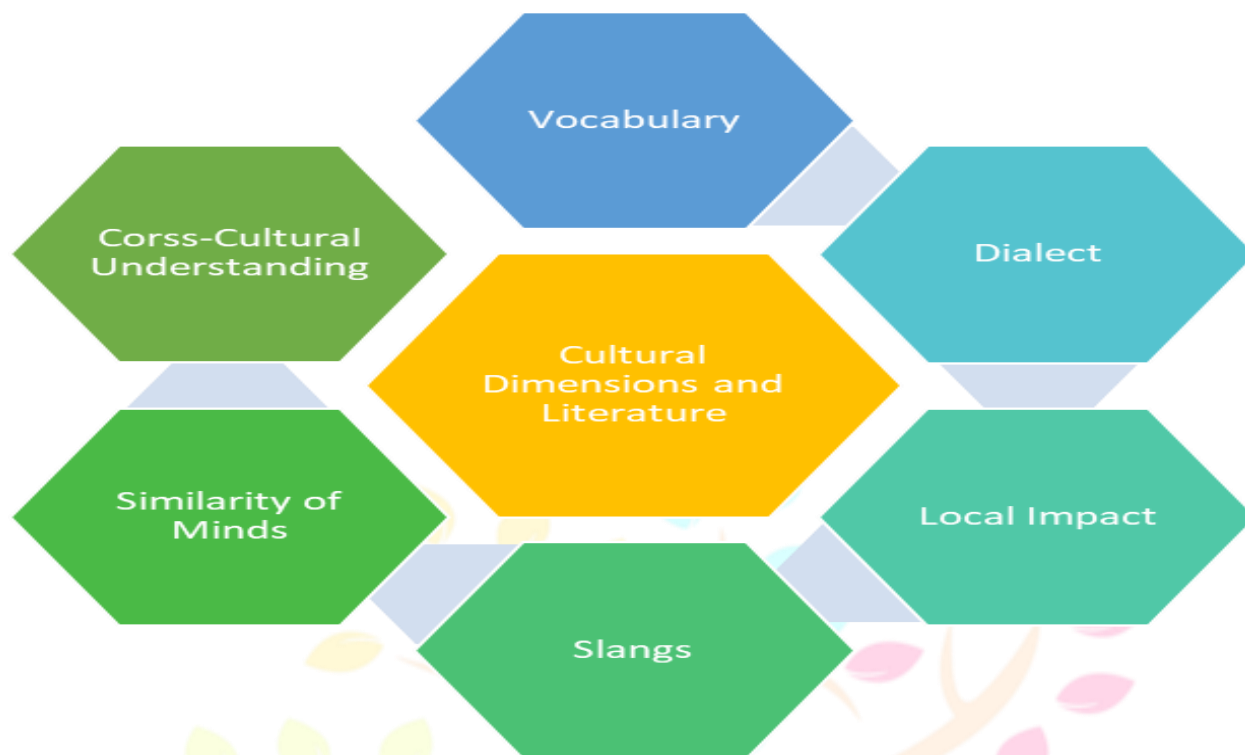 Vocabulary
Dialect
Local Impact
Slangs
Similarity of
Minds
Corss-Cultural
Understanding
Cultural
Dimensions and
Literature